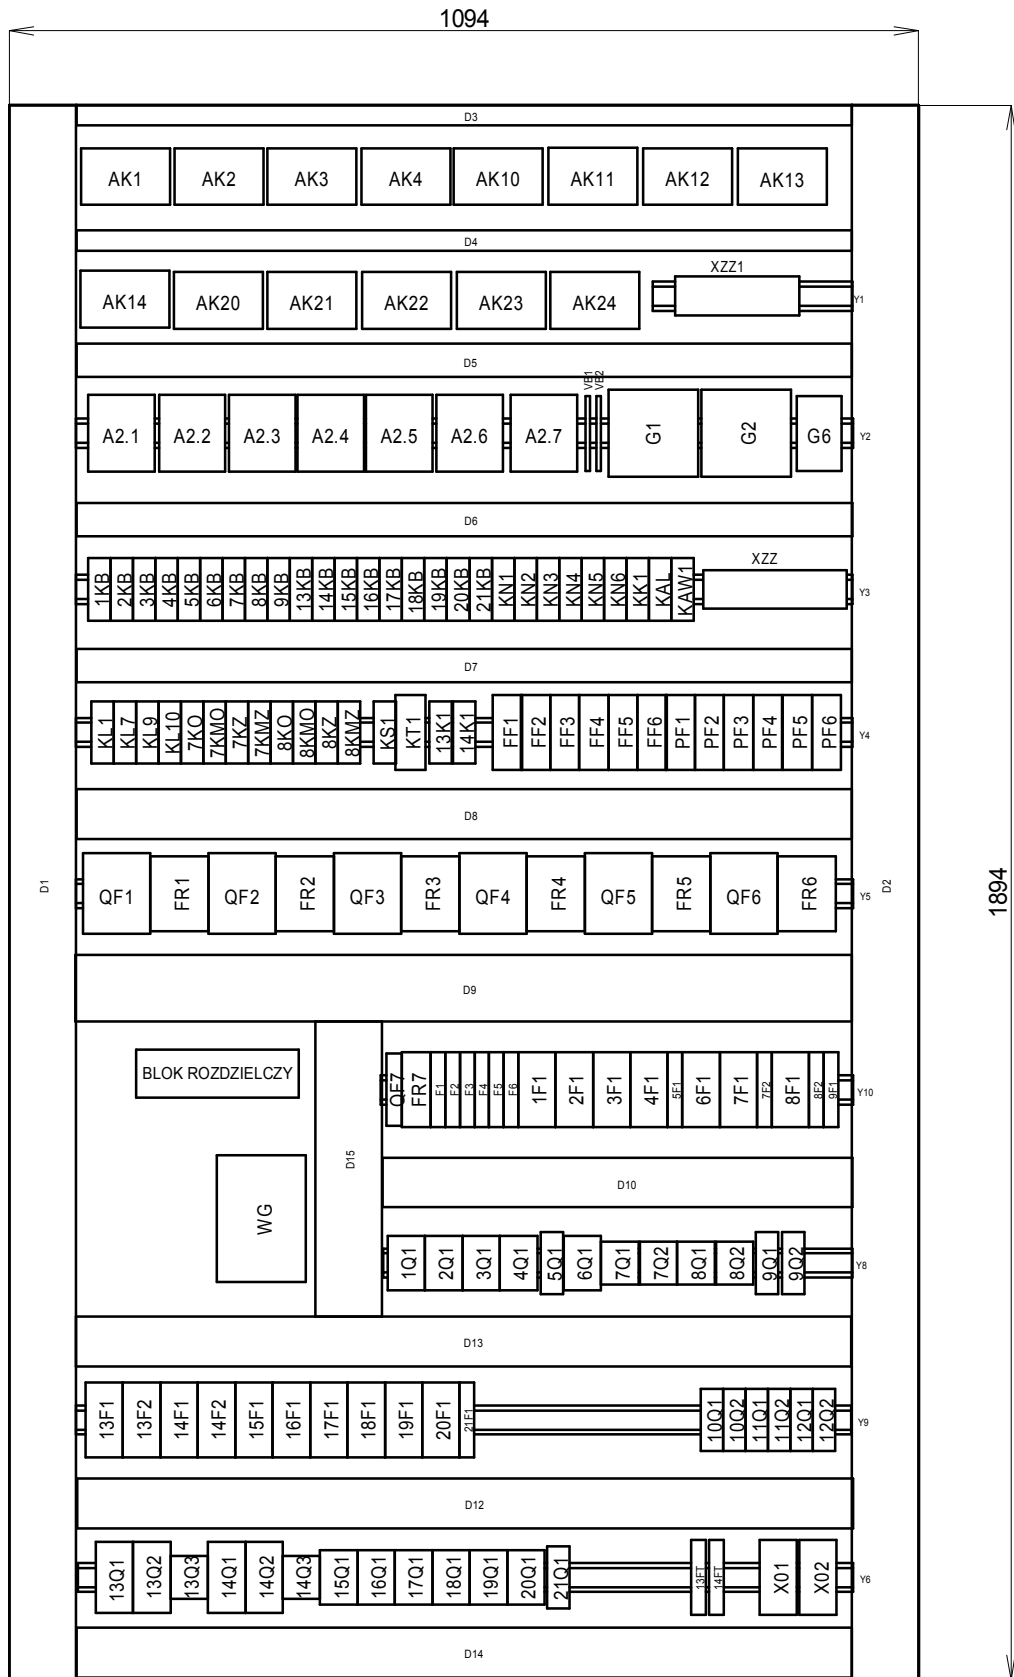 1094
D3
AK1 AK2 AK3 AK4 AK10 AK11 AK12 AK13
D4
XZZ1
AK14 AK20 AK21 AK22 AK23 AK24 Y1
D5
VB1 VB2
A2.1 A2.2 A2.3 A2.4 A2.5 A2.6 A2.7 G1 G2 G6 Y2
D6
XZZ
1KB 2KB 3KB 4KB 5KB 6KB 7KB 8KB 9KB 13KB 14KB 15KB 16KB 17KB 18KB 19KB 20KB 21KB KN1 KN2 KN3 KN4 KN5 KN6 KK1 KAL KAW1 Y3
D7
KL1 KL7 KL9 KL10 7KO 7KMO 7KZ 7KMZ 8KO 8KMO 8KZ 8KMZ KS1 KT1 13K1 14K1 FF1 FF2 FF3 FF4 FF5 FF6 PF1 PF2 PF3 PF4 PF5 PF6 Y4
D8
D1 QF1 FR1 QF2 FR2 QF3 FR3 QF4 FR4 QF5 FR5 QF6 FR6 Y5 D2 1894
D9
BLOK ROZDZIELCZY QF7 FR7 F1 F2 F3 F4 F5 F6 1F1 2F1 3F1 4F1 5F1 6F1 7F1 7F2 8F1 8F2 9F1 Y10
D15
D10
WG
1Q1 2Q1 3Q1 4Q1 5Q1 6Q1 7Q1 7Q2 8Q1 8Q2 9Q1 9Q2 Y8
D13
13F1 13F2 14F1 14F2 15F1 16F1 17F1 18F1 19F1 20F1 21F1 10Q1 10Q2 11Q1 11Q2 12Q1 12Q2 Y9
D12
13Q1 13Q2 13Q3 14Q1 14Q2 14Q3 15Q1 16Q1 17Q1 18Q1 19Q1 20Q1 21Q1 13FT 14FT X01 X02 Y6
D14